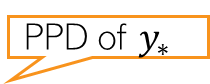 PPD of y*